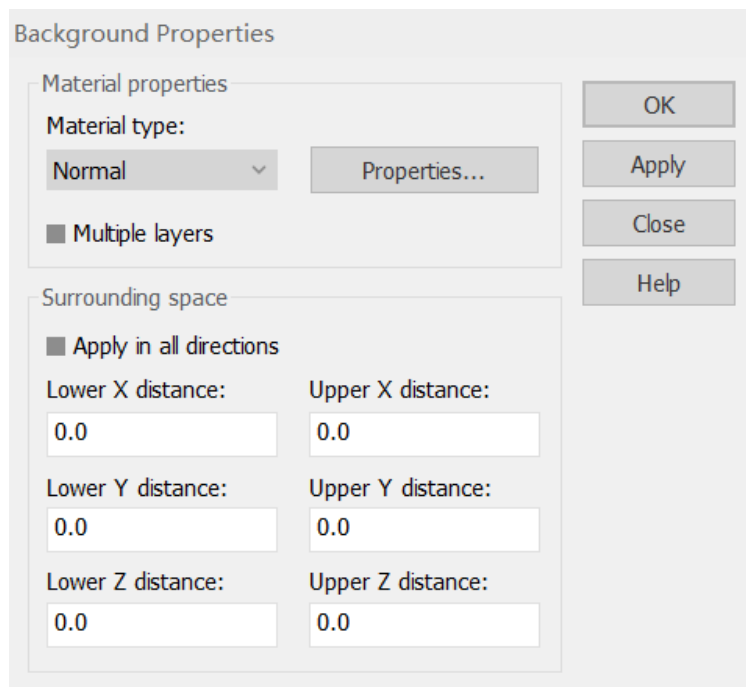 Background Properties
Material properties
Material type:
Normal
Properties...
Multiple layers
OK
Apply
Close
Help
Surrounding space
Apply in all directions
Lower X distance:
Upper X distance:
0.0
0.0
Lower Y distance:
Upper Y distance:
0.0
0.0
Lower Z distance:
Upper Z distance:
0.0
0.0